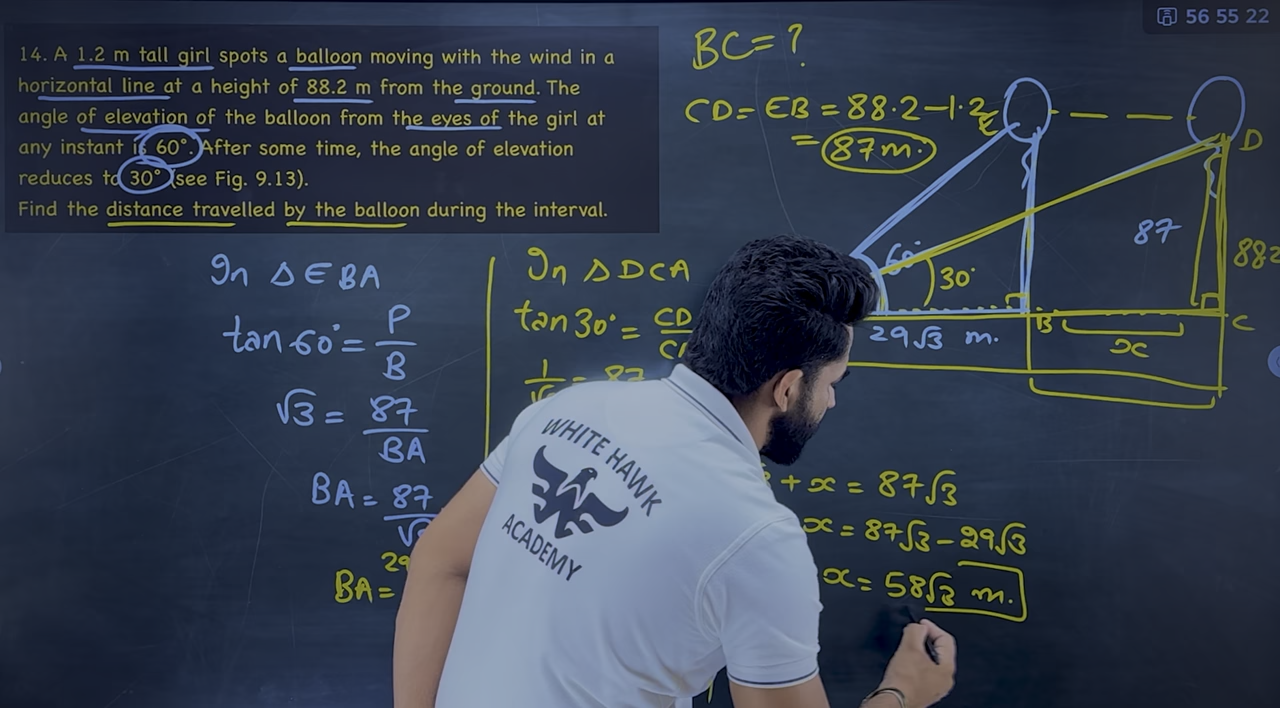 56 55 22
14. A 1.2 m tall girl spots a balloon moving with the wind in a
horizontal line at a height of 88.2 m from the ground. The
angle of elevation of the balloon from the eyes of the girl at
any instant is 60°. After some time, the angle of elevation
reduces to 30° (see Fig. 9.13).
Find the distance travelled by the balloon during the interval.
BC = ?
CD = EB = 88.2 - 1.2
= 87 m.
E
D
87
60°
30°
B
C
29√3 m.
x
In △ EBA
tan 60° = P/B
√3 = 87/BA
BA = 87
BA =
In △ DCA
tan 30° = CD
+ x = 87√3
x = 87√3 - 29√3
x = 58√3 m.
WHITE HAWK
ACADEMY